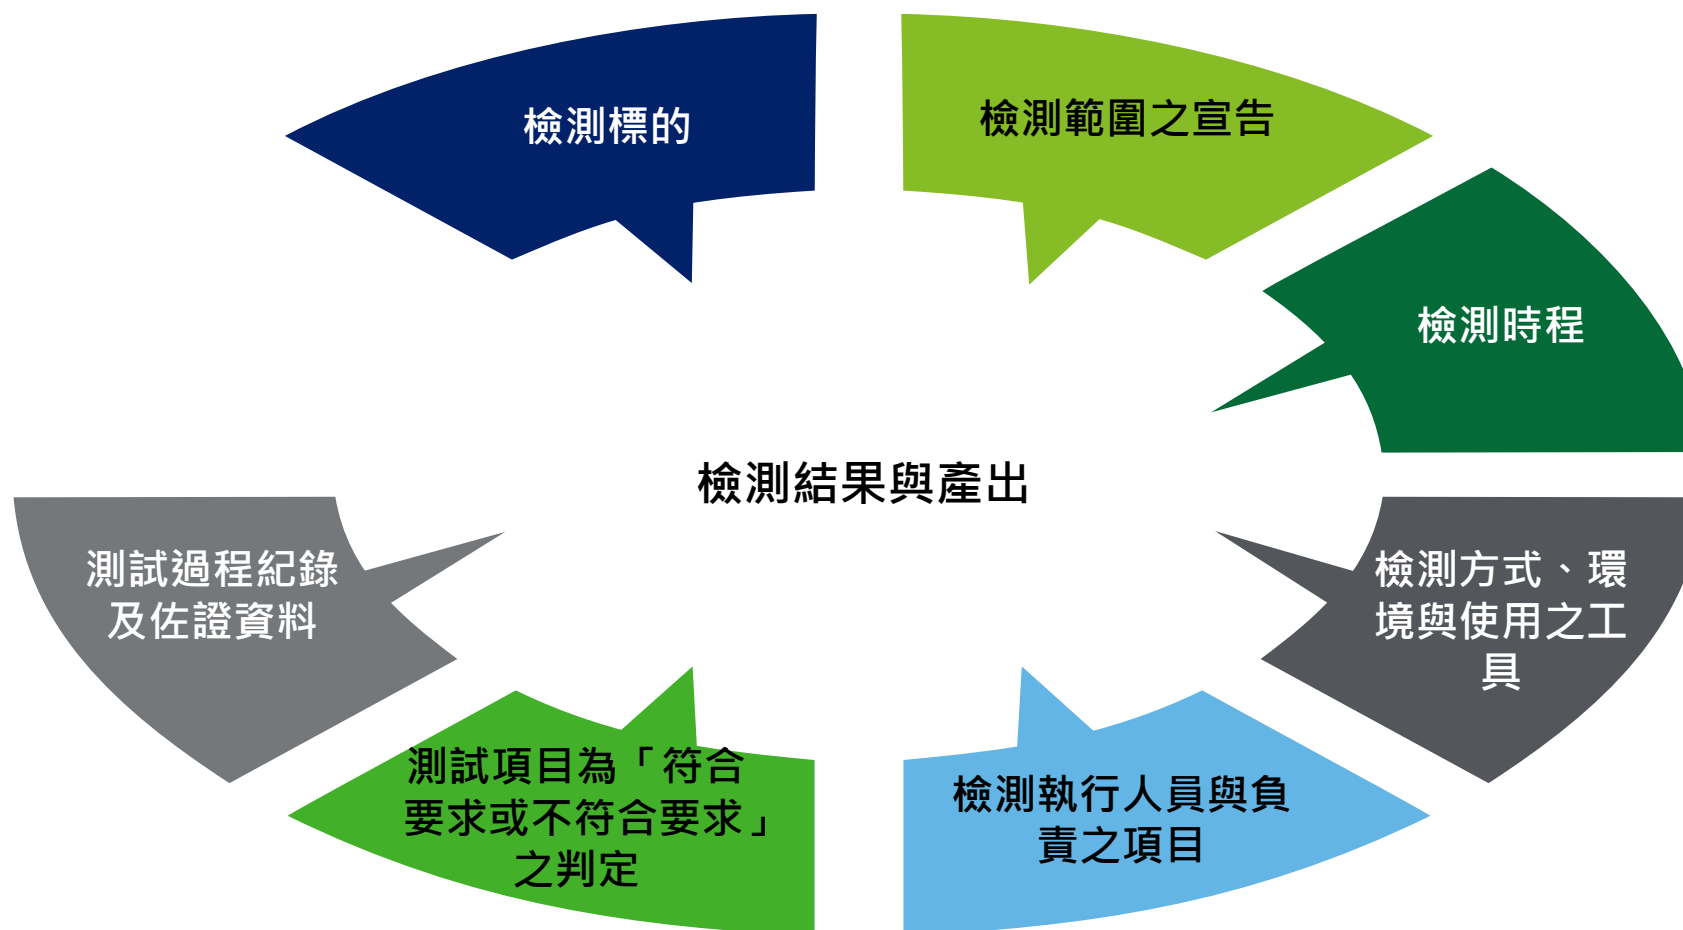 檢測標的
檢測範圍之宣告
檢測時程
檢測結果與產出
檢測方式、環
境與使用之工
具
檢測執行人員與負
責之項目
測試項目為「符合
要求或不符合要求」
之判定
測試過程紀錄
及佐證資料